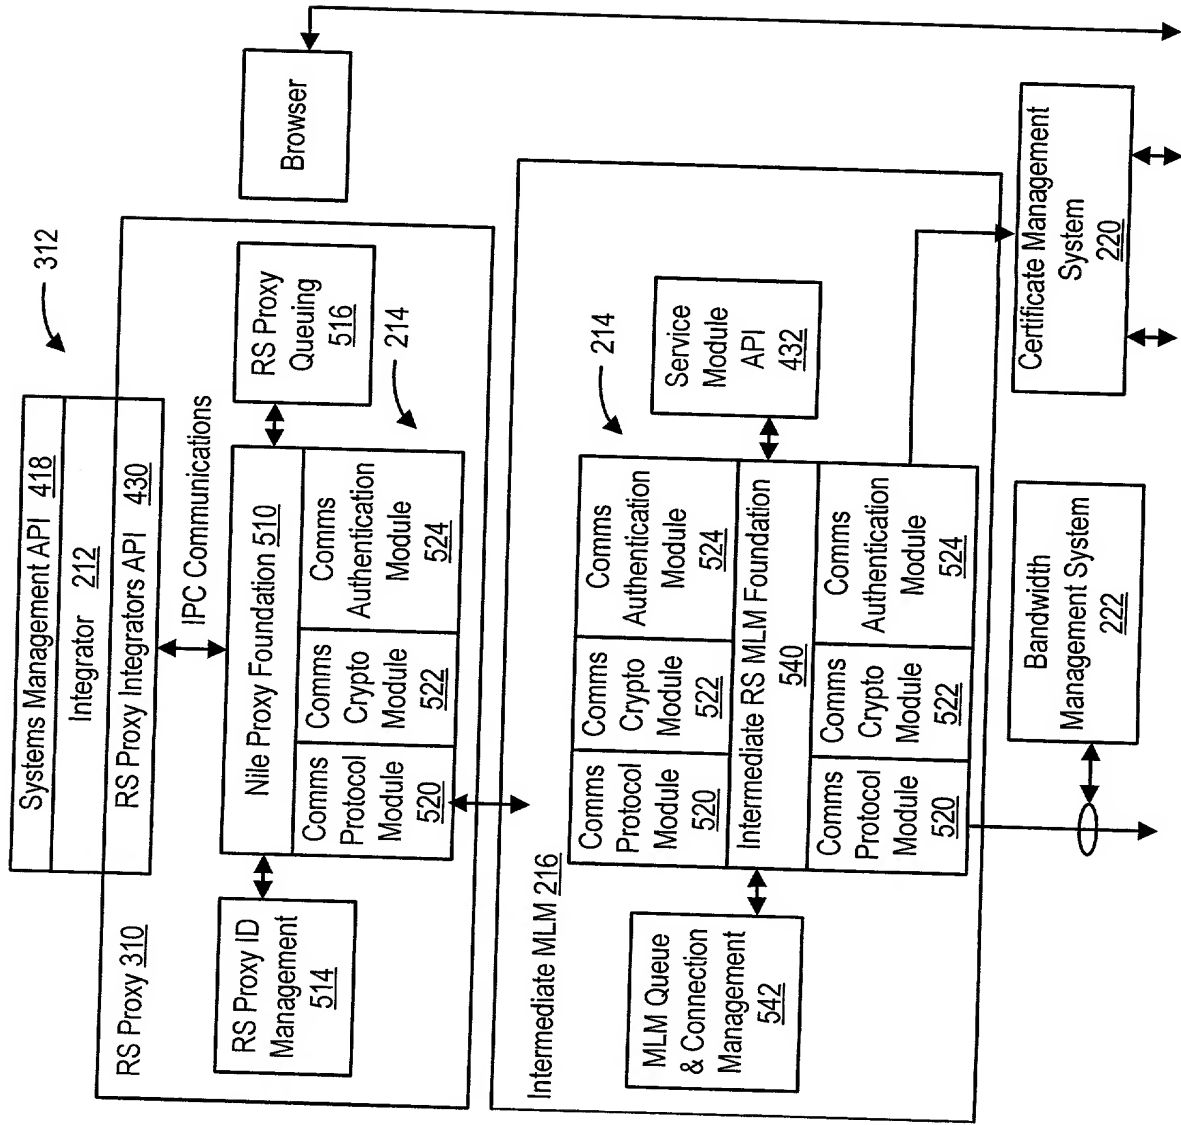 Systems Management API 418
Integrator 212
RS Proxy Integrators API 430
312
RS Proxy 310
IPC Communications
RS Proxy ID
Management
514
Nile Proxy Foundation 510
Comms
Protocol
Module
520
Comms
Crypto
Module
522
Comms
Authentication
Module
524
RS Proxy
Queuing
516
214
Browser
Intermediate MLM 216
MLM Queue
& Connection
Management
542
Comms
Protocol
Module
520
Comms
Crypto
Module
522
Comms
Authentication
Module
524
214
Intermediate RS MLM Foundation
540
Comms
Protocol
Module
520
Comms
Crypto
Module
522
Comms
Authentication
Module
524
Service
Module
API
432
Bandwidth
Management System
222
Certificate Management
System
220